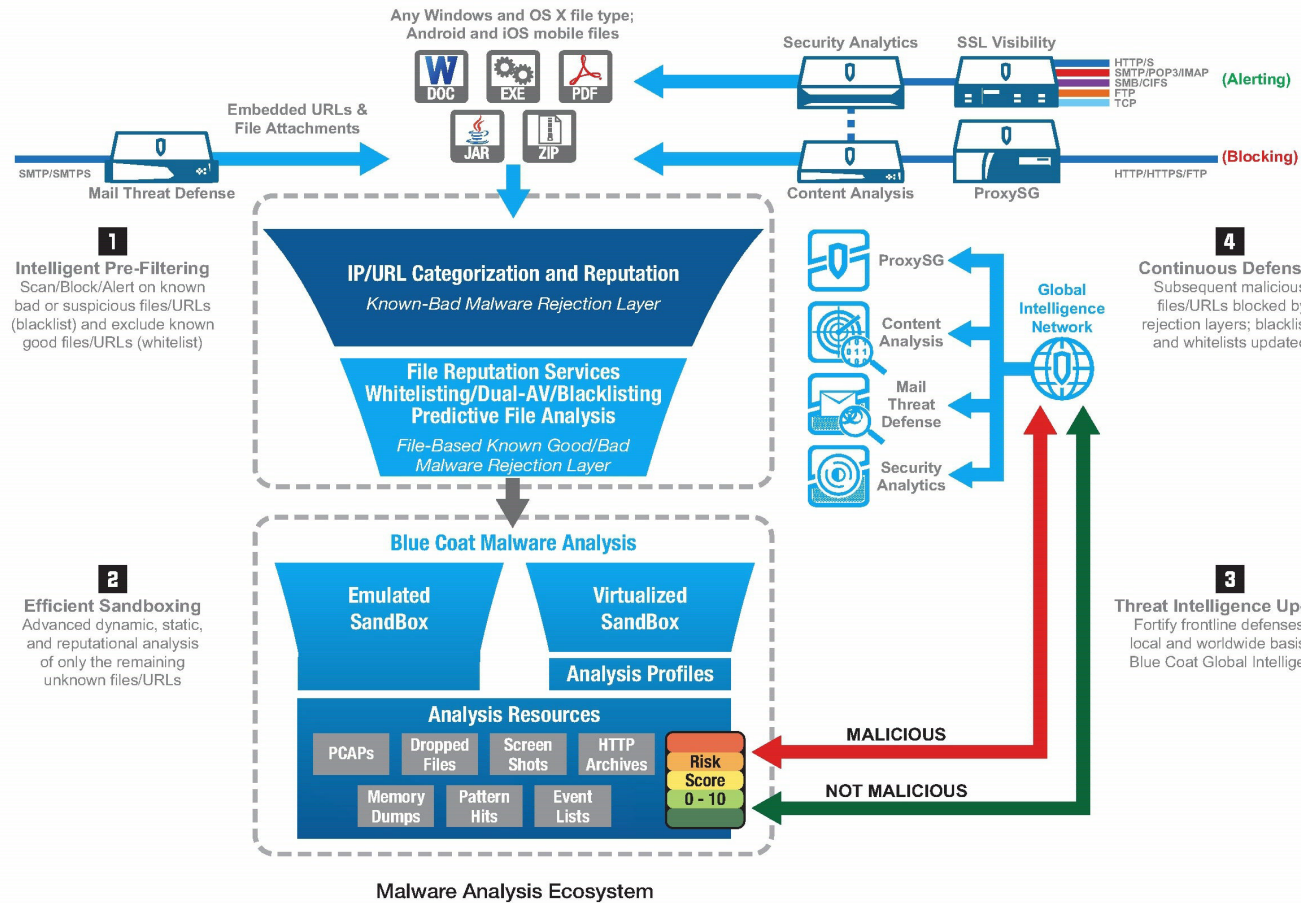 Any Windows and OS X file type;
Android and iOS mobile files
DOC
EXE
PDF
JAR
ZIP
Embedded URLs &
File Attachments
SMTP/SMTPS
Mail Threat Defense
Security Analytics
SSL Visibility
HTTP/S
SMTP/POP3/IMAP
SMB/CIFS
FTP
TCP
(Alerting)
Content Analysis
ProxySG
HTTP/HTTPS/FTP
(Blocking)
1
Intelligent Pre-Filtering
Scan/Block/Alert on known
bad or suspicious files/URLs
(blacklist) and exclude known
good files/URLs (whitelist)
IP/URL Categorization and Reputation
Known-Bad Malware Rejection Layer
File Reputation Services
Whitelisting/Dual-AV/Blacklisting
Predictive File Analysis
File-Based Known Good/Bad
Malware Rejection Layer
ProxySG
Content
Analysis
011
Mail
Threat
Defense
Security
Analytics
Global
Intelligence
Network
4
Continuous Defens
Subsequent malicious
files/URLs blocked by
rejection layers; blacklis
and whitelists updated
2
Efficient Sandboxing
Advanced dynamic, static,
and reputational analysis
of only the remaining
unknown files/URLs
Blue Coat Malware Analysis
Emulated
SandBox
Virtualized
SandBox
Analysis Profiles
Analysis Resources
PCAPs
Dropped
Files
Screen
Shots
HTTP
Archives
Memory
Dumps
Pattern
Hits
Event
Lists
Risk
Score
0 - 10
MALICIOUS
NOT MALICIOUS
3
Threat Intelligence Up
Fortify frontline defenses
local and worldwide basis
Blue Coat Global Intellige
Malware Analysis Ecosystem